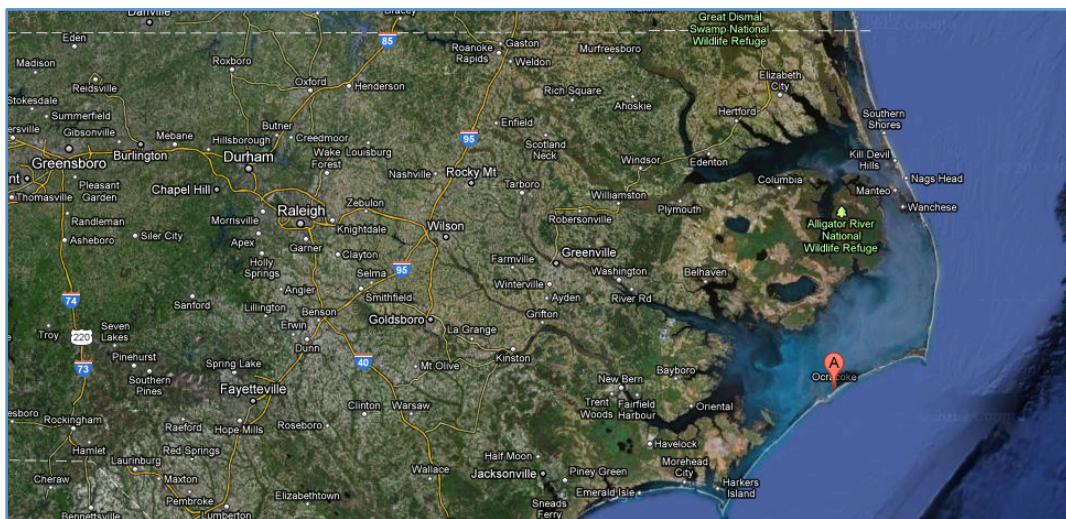 Danville
Bracey
Great Dismal
Swamp National
Wildlife Refuge
Eden
85
Gaston
Roanoke
Rapids
Murfreesboro
Madison
Roxboro
Weldon
Reidsville
Oxford
Henderson
Elizabeth
City
Rich Square
Ahoskie
Hertford
Stokesdale
Summerfield
Butner
Enfield
Southern
Shores
Gibsonville
Mebane
Hillsborough
Creedmoor
95
Greensboro
Burlington
Durham
Wake
Forest
Louisburg
Scotland
Neck
Windsor
Edenton
Kill Devil
Hills
Nashville
Rocky Mt
Pleasant
Garden
Chapel Hill
Tarboro
Columbia
Manteo
Nags Head
Thomasville
Zebulon
Williamston
Wanchese
Randleman
Morrisville
Raleigh
Knightdale
Robersonville
Plymouth
Alligator River
National
Wildlife Refuge
Asheboro
Siler City
Apex
Garner
Wilson
Greenville
Holly
Springs
Clayton
95
Farmville
Washington
Belhaven
Selma
Winterville
River Rd
74
Sanford
Angier
Smithfield
Ayden
Lillington
Benson
Goldsboro
Grifton
Troy
220
Seven
Lakes
Erwin
La Grange
Dunn
Kinston
73
Pinehurst
Spring Lake
40
Mt Olive
A
Southern
Pines
Bayboro
Ocracoke
Fayetteville
New Bern
Trent
Woods
Fairfield
Harbour
Oriental
Clinton
Warsaw
Rockingham
Raeford
Hope Mills
Roseboro
Havelock
Hamlet
Red Springs
Half Moon
Laurinburg
Wallace
Jacksonville
Piney Green
Morehead
City
Cheraw
Maxton
Harkers
Island
Pembroke
Elizabethtown
Emerald Isle
Sneads
Ferry
Bennettsville
Lumberton